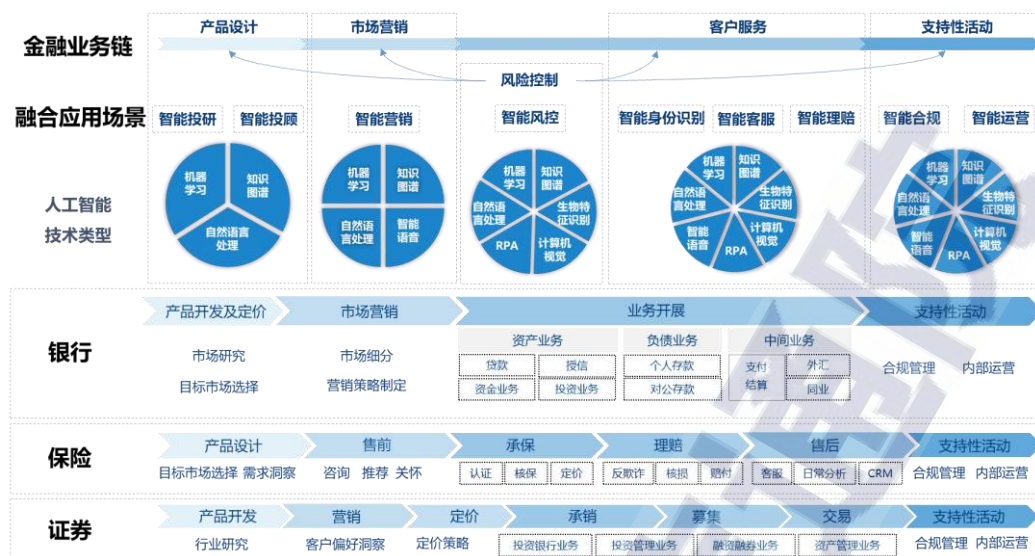 金融业务链
产品设计
市场营销
客户服务
支持性活动
风险控制
融合应用场景
智能投研
智能投顾
智能营销
智能风控
智能身份识别
智能客服
智能理赔
智能合规
智能运营
人工智能
技术类型
机器
学习
知识
图谱
自然语言
处理
机器
学习
知识
图谱
自然语
言处理
智能
语音
机器
学习
知识
图谱
自然语
言处理
生物特
征识别
RPA
计算机
视觉
机器
学习
知识
图谱
自然语
言处理
生物特
征识别
智能
语音
RPA
计算机
视觉
机器
学习
知识
图谱
自然语
言处理
生物特
征识别
智能
语音
RPA
计算机
视觉
银行
产品开发及定价
市场营销
业务开展
支持性活动
市场研究
目标市场选择
市场细分
营销策略制定
资产业务
负债业务
中间业务
贷款
授信
个人存款
支付
结算
外汇
资金业务
投资业务
对公存款
同业
合规管理
内部运营
保险
产品设计
售前
承保
理赔
售后
支持性活动
目标市场选择 需求洞察
咨询 推荐 关怀
认证
核保
定价
反欺诈
核损
赔付
客服
日常分析
CRM
合规管理 内部运营
证券
产品开发
营销
定价
承销
募集
交易
支持性活动
行业研究
客户偏好洞察
定价策略
投资银行业务
投资管理业务
融资融券业务
资产管理业务
合规管理 内部运营